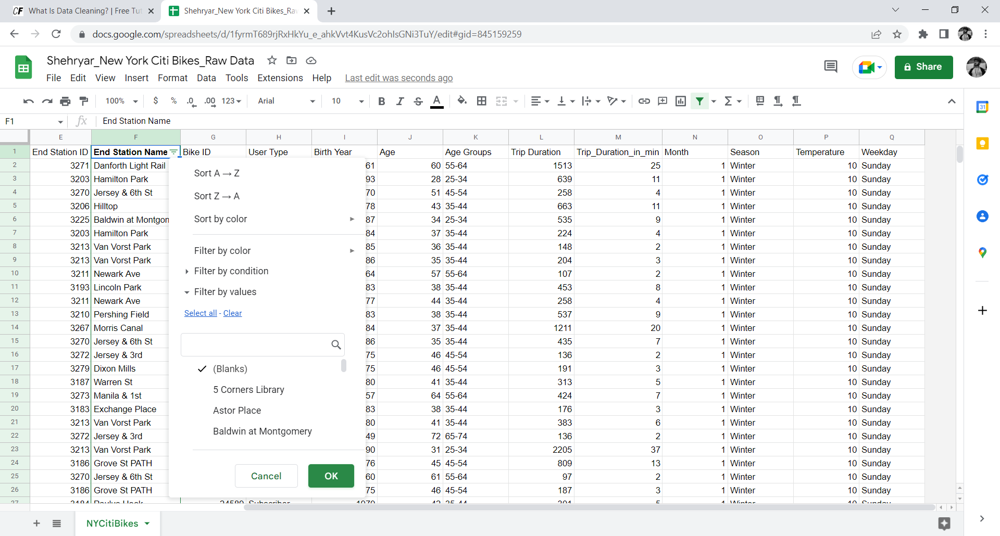 What Is Data Cleaning? | Free Tut
Shehryar_New York Citi Bikes_Ra
docs.google.com/spreadsheets/d/1fyrmT689rjRxHkYu_e_ahkVvt4KusVc2ohIsGNi3TuY/edit#gid=845159259
Shehryar_New York Citi Bikes_Raw Data
File Edit View Insert Format Data Tools Extensions Help Last edit was seconds ago
Share
100% $ % .0 .00 123 Arial 10 B I S A
31
F1 fx End Station Name
E F G H I J K L M N O P Q
1 End Station ID End Station Name Bike ID User Type Birth Year Age Age Groups Trip Duration Trip_Duration_in_min Month Season Temperature Weekday
2 3271 Danforth Light Rail 61 60 55-64 1513 25 1 Winter 10 Sunday
3 3203 Hamilton Park 93 28 25-34 639 11 1 Winter 10 Sunday
4 3270 Jersey & 6th St 70 51 45-54 258 4 1 Winter 10 Sunday
5 3206 Hilltop 78 43 35-44 663 11 1 Winter 10 Sunday
6 3225 Baldwin at Montgon 87 34 25-34 535 9 1 Winter 10 Sunday
7 3203 Hamilton Park 84 37 35-44 224 4 1 Winter 10 Sunday
8 3213 Van Vorst Park 85 36 35-44 148 2 1 Winter 10 Sunday
9 3213 Van Vorst Park 86 35 35-44 204 3 1 Winter 10 Sunday
10 3211 Newark Ave 64 57 55-64 107 2 1 Winter 10 Sunday
11 3193 Lincoln Park 83 38 35-44 453 8 1 Winter 10 Sunday
12 3211 Newark Ave 77 44 35-44 258 4 1 Winter 10 Sunday
13 3210 Pershing Field 83 38 35-44 537 9 1 Winter 10 Sunday
14 3267 Morris Canal 84 37 35-44 1211 20 1 Winter 10 Sunday
15 3270 Jersey & 6th St 86 35 35-44 435 7 1 Winter 10 Sunday
16 3272 Jersey & 3rd 75 46 45-54 136 2 1 Winter 10 Sunday
17 3279 Dixon Mills 75 46 45-54 191 3 1 Winter 10 Sunday
18 3187 Warren St 80 41 35-44 313 5 1 Winter 10 Sunday
19 3273 Manila & 1st 57 64 55-64 424 7 1 Winter 10 Sunday
20 3183 Exchange Place 83 38 35-44 176 3 1 Winter 10 Sunday
21 3213 Van Vorst Park 80 41 35-44 383 6 1 Winter 10 Sunday
22 3272 Jersey & 3rd 49 72 65-74 136 2 1 Winter 10 Sunday
23 3213 Van Vorst Park 90 31 25-34 2205 37 1 Winter 10 Sunday
24 3186 Grove St PATH 76 45 45-54 809 13 1 Winter 10 Sunday
25 3270 Jersey & 6th St 60 61 55-64 97 2 1 Winter 10 Sunday
26 3186 Grove St PATH 75 46 45-54 187 3 1 Winter 10 Sunday
27 3184 Paulus Hook 24580 Subscriber 1979 42 35-44 301 5 1 Winter 10 Sunday
Sort A → Z
Sort Z → A
Sort by color
Filter by color
Filter by condition
Filter by values
Select all - Clear
(Blanks)
5 Corners Library
Astor Place
Baldwin at Montgomery
Cancel OK
NYCitiBikes